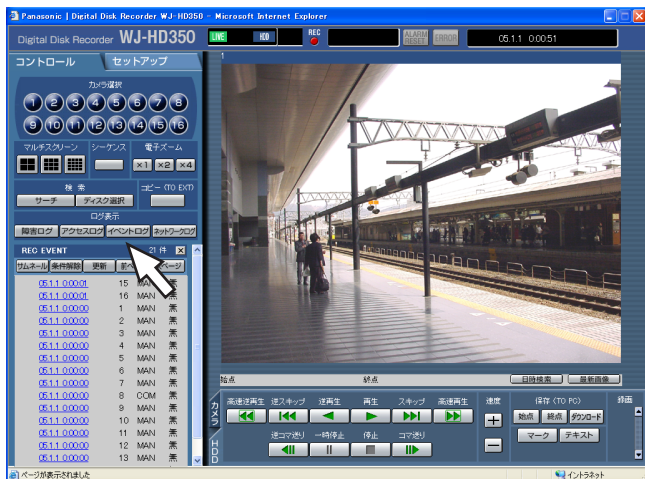 Panasonic | Digital Disk Recorder WJ-HD350 - Microsoft Internet Explorer
Digital Disk Recorder WJ-HD350
LIVE HDD REC ALARM RESET ERROR 05.1.1 0:00:51
コントロール セットアップ
1
カメラ選択
1 2 3 4 5 6 7 8
9 10 11 12 13 14 15 16
マルチスクリーン シーケンス 電子ズーム
×1 ×2 ×4
検 索 コピー (TO EXT)
サーチ ディスク選択
ログ表示
障害ログ アクセスログ イベントログ ネットワークログ
REC EVENT 21 件 X
サムネール 条件解除 更新 前ペ ページ
05.1.1 0:00:01 15 MAN 無
05.1.1 0:00:01 16 MAN 無
05.1.1 0:00:00 1 MAN 無
05.1.1 0:00:00 2 MAN 無
05.1.1 0:00:00 3 MAN 無
05.1.1 0:00:00 4 MAN 無
05.1.1 0:00:00 5 MAN 無
05.1.1 0:00:00 6 MAN 無
05.1.1 0:00:00 7 MAN 無
05.1.1 0:00:00 8 COM 無
05.1.1 0:00:00 9 MAN 無
05.1.1 0:00:00 10 MAN 無
05.1.1 0:00:00 11 MAN 無
05.1.1 0:00:00 12 MAN 無
05.1.1 0:00:00 13 MAN 無
始点 終点 日時検索 最新画像
カメラ
HDD
高速逆再生 逆スキップ 逆再生 再生 スキップ 高速再生 速度 保存 (TO PC) 録画
始点 終点 ダウンロード
逆コマ送り 一時停止 停止 コマ送り
マーク テキスト
ページが表示されました イントラネット